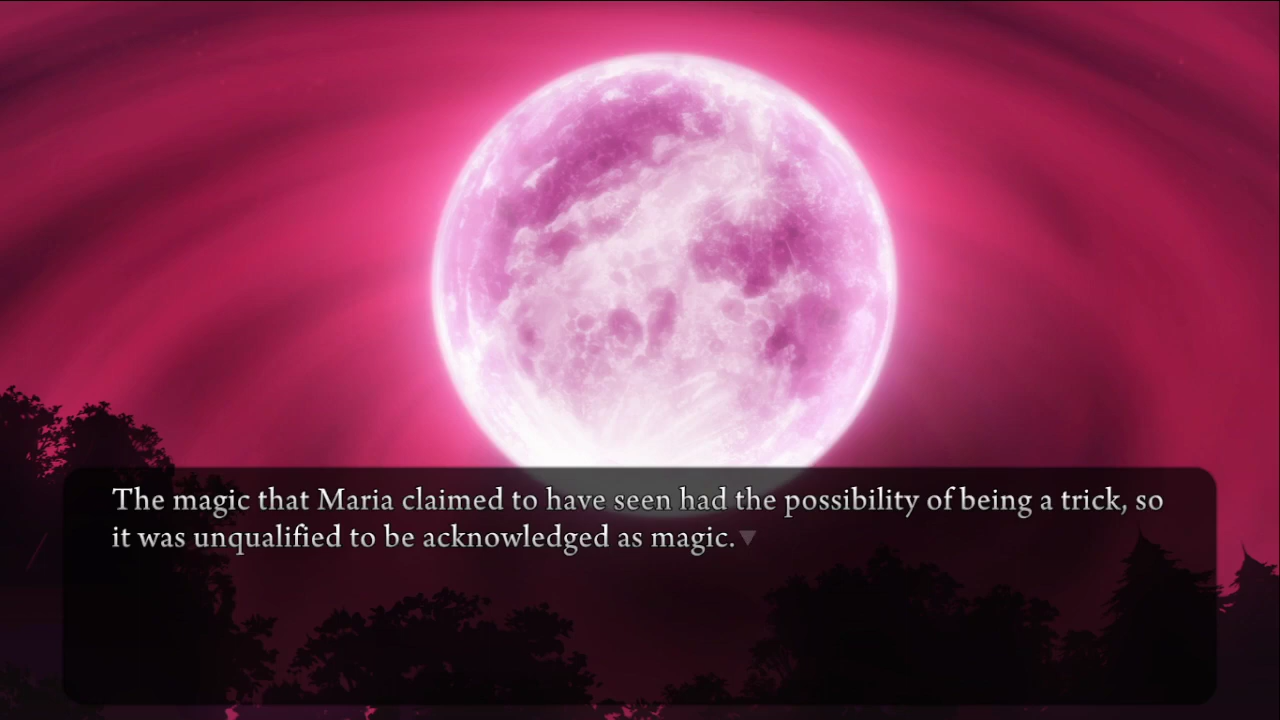 The magic that Maria claimed to have seen had the possibility of being a trick, so
it was unqualified to be acknowledged as magic.